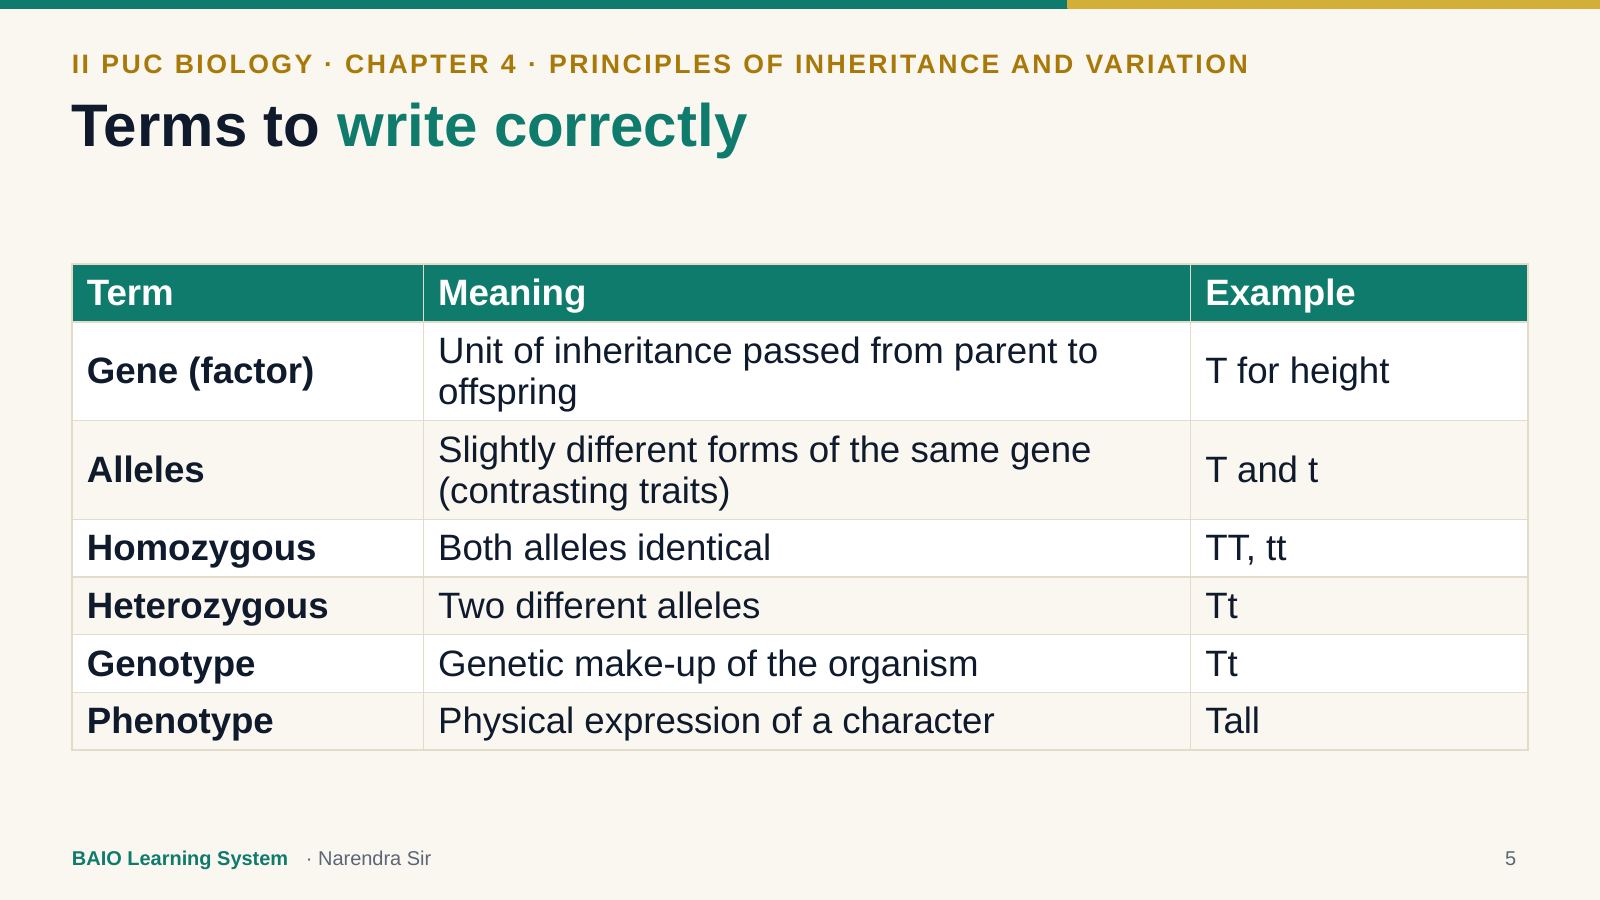 II PUC BIOLOGY · CHAPTER 4 · PRINCIPLES OF INHERITANCE AND VARIATION
Terms to write correctly
Term Meaning Example
Gene (factor) Unit of inheritance passed from parent to offspring T for height
Alleles Slightly different forms of the same gene (contrasting traits) T and t
Homozygous Both alleles identical TT, tt
Heterozygous Two different alleles Tt
Genotype Genetic make-up of the organism Tt
Phenotype Physical expression of a character Tall
BAIO Learning System · Narendra Sir 5